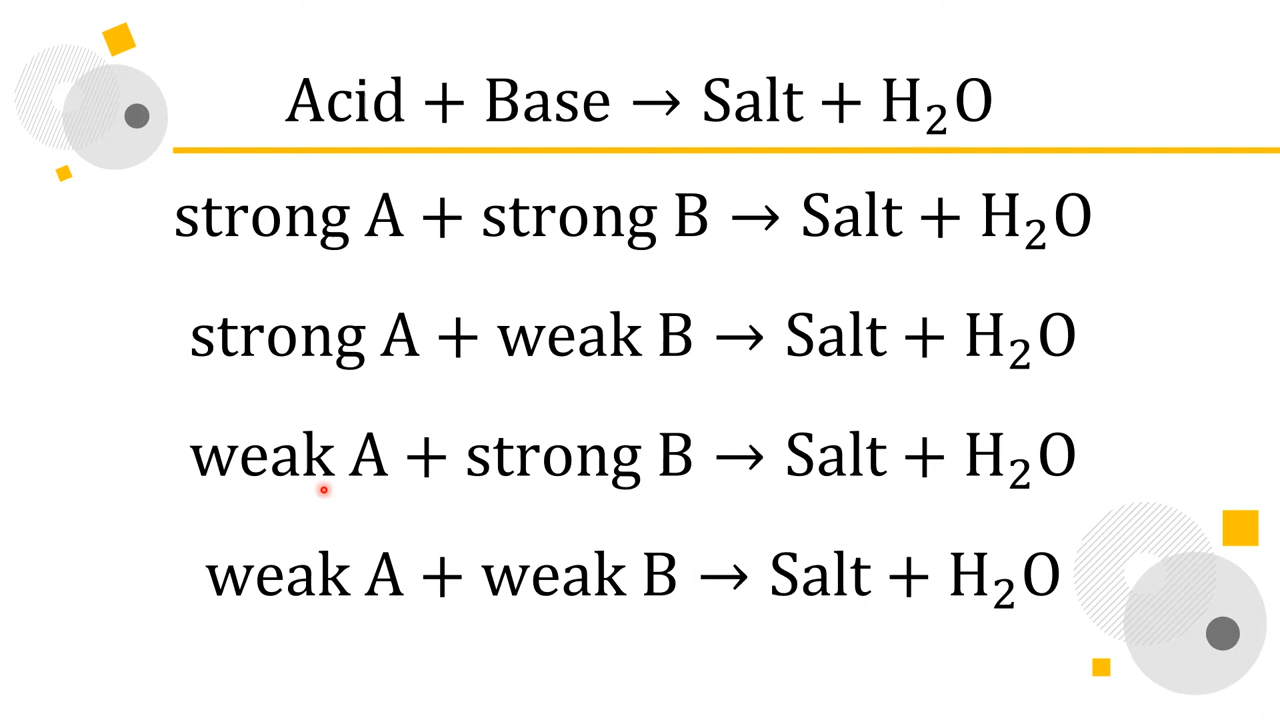 Acid + Base → Salt + H₂O
strong A + strong B → Salt + H₂O
strong A + weak B → Salt + H₂O
weak A + strong B → Salt + H₂O
weak A + weak B → Salt + H₂O